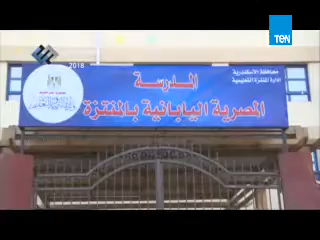 TEN
2018
محافظة الاسكندرية
ادارة المنتزة التعليمية
المدرسة
المصرية اليابانية بالمنتزة